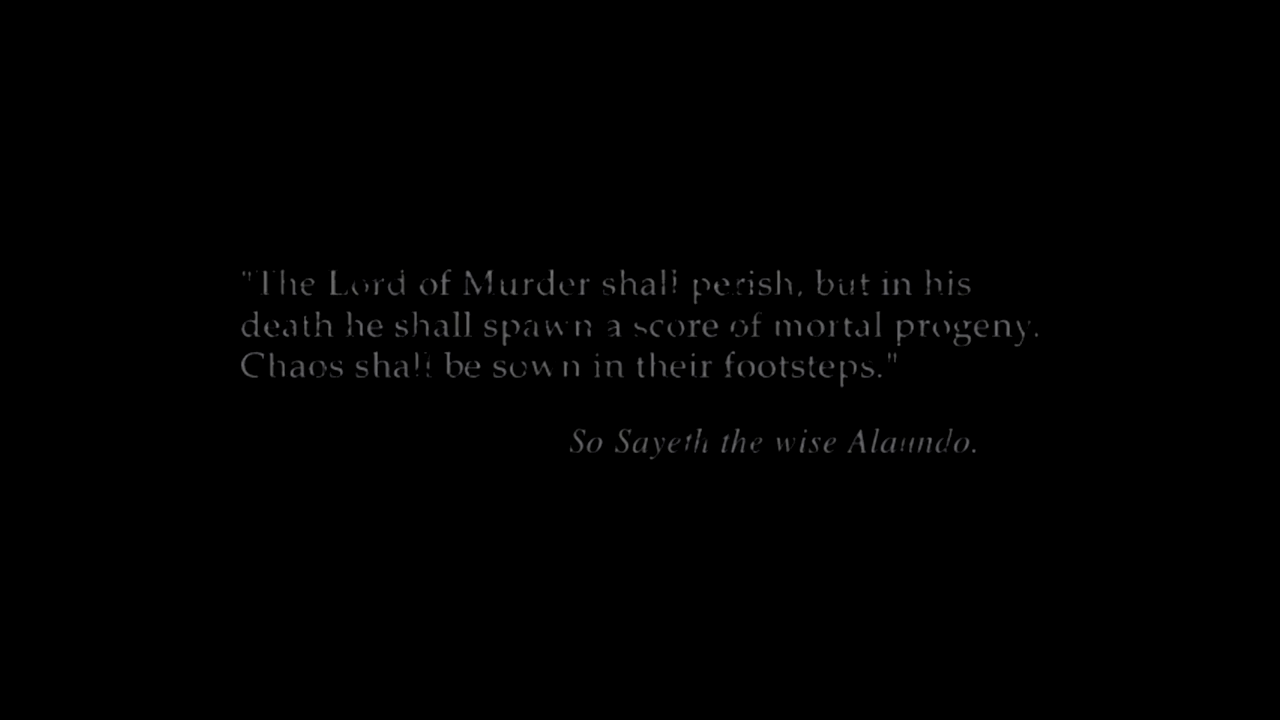 "The Lord of Murder shall perish, but in his
death he shall spawn a score of mortal progeny.
Chaos shall be sown in their footsteps."
So Sayeth the wise Alaundo.